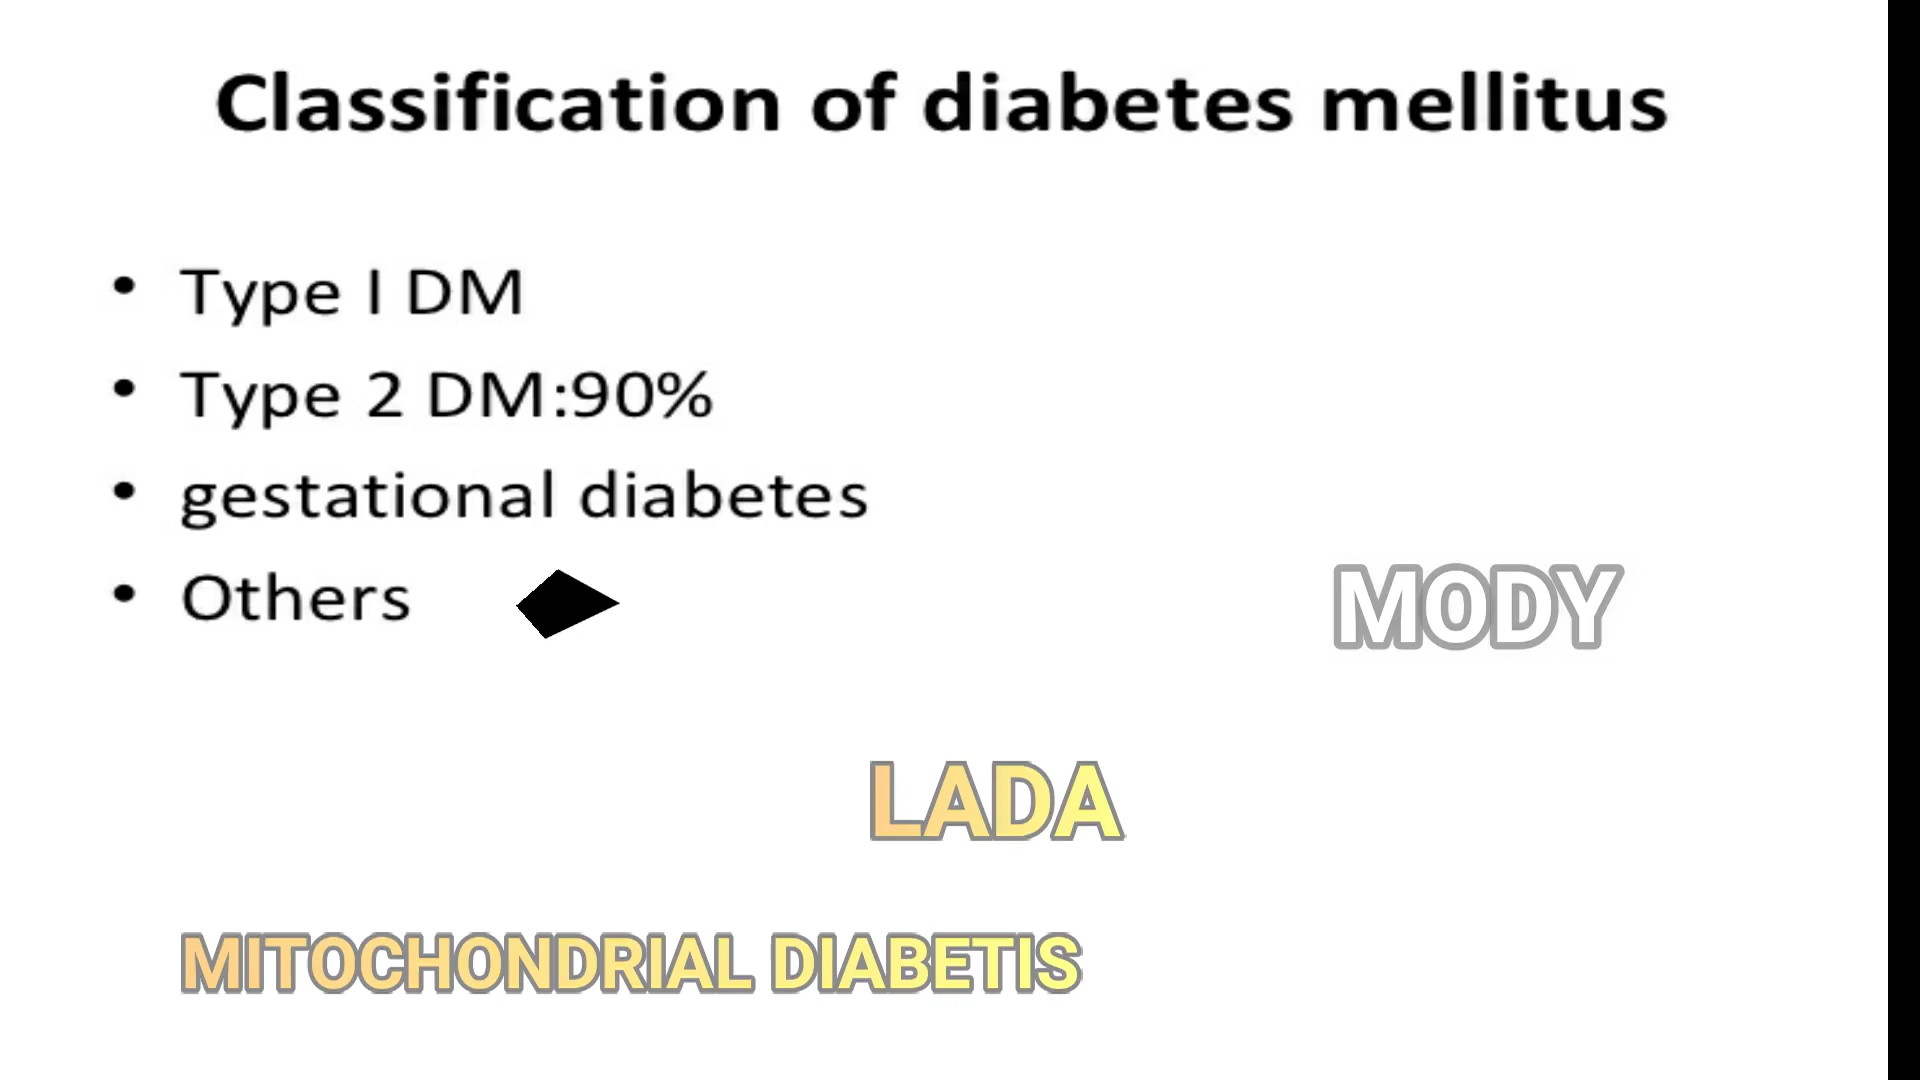 Classification of diabetes mellitus
• Type I DM
• Type 2 DM:90%
• gestational diabetes
• Others
MODY
LADA
MITOCHONDRIAL DIABETIS